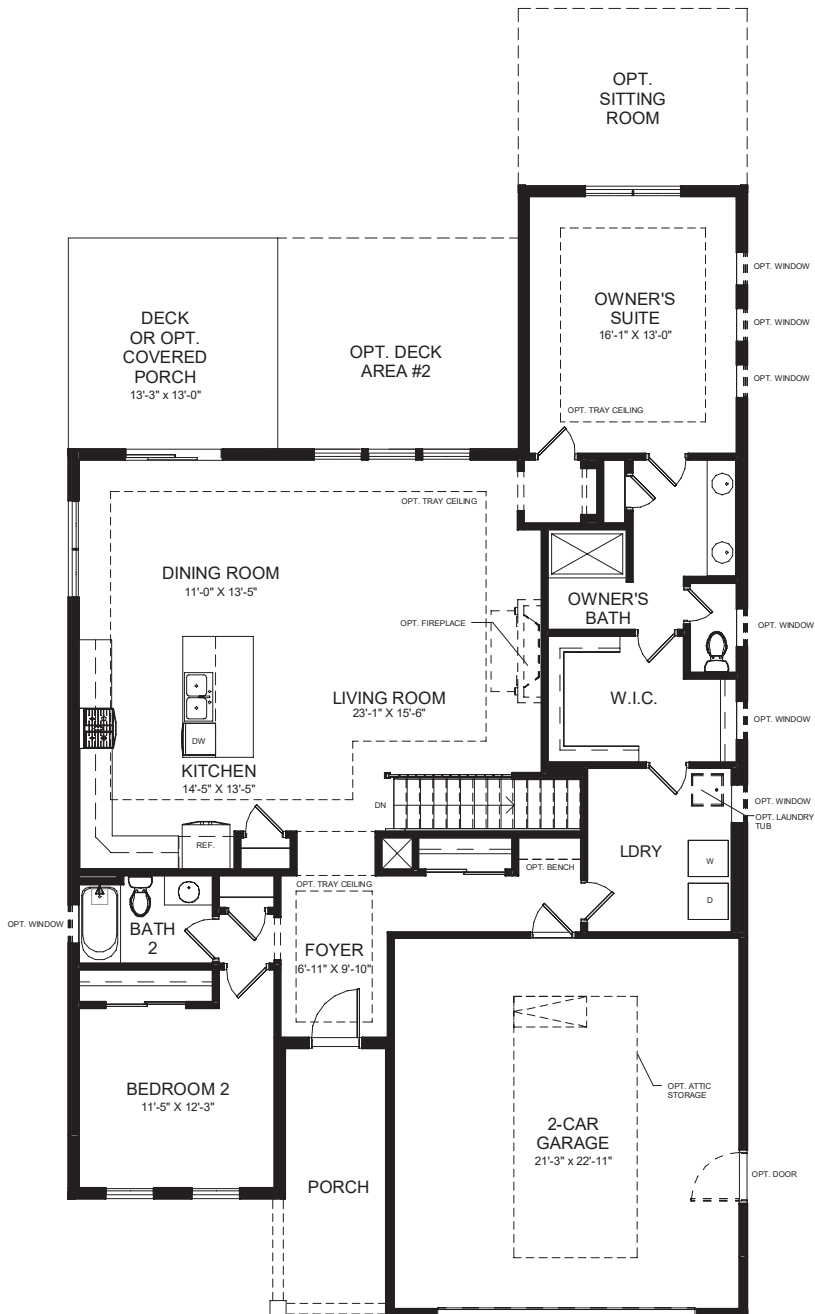 OPT.
SITTING
ROOM
OPT. WINDOW
OWNER'S
SUITE
16'-1" X 13'-0"
OPT. WINDOW
DECK
OR OPT.
COVERED
PORCH
13'-3" x 13'-0"
OPT. DECK
AREA #2
OPT. WINDOW
OPT. TRAY CEILING
OPT. TRAY CEILING
DINING ROOM
11'-0" X 13'-5"
OWNER'S
BATH
OPT. FIREPLACE
OPT. WINDOW
LIVING ROOM
23'-1" X 15'-6"
W.I.C.
OPT. WINDOW
DW
KITCHEN
14'-5" X 13'-5"
DN
OPT. WINDOW
OPT. LAUNDRY
TUB
REF.
LDRY
W
OPT. BENCH
OPT. TRAY CEILING
D
OPT. WINDOW
BATH
2
FOYER
6'-11" X 9'-10"
BEDROOM 2
11'-5" X 12'-3"
OPT. ATTIC
STORAGE
2-CAR
GARAGE
21'-3" x 22'-11"
OPT. DOOR
PORCH